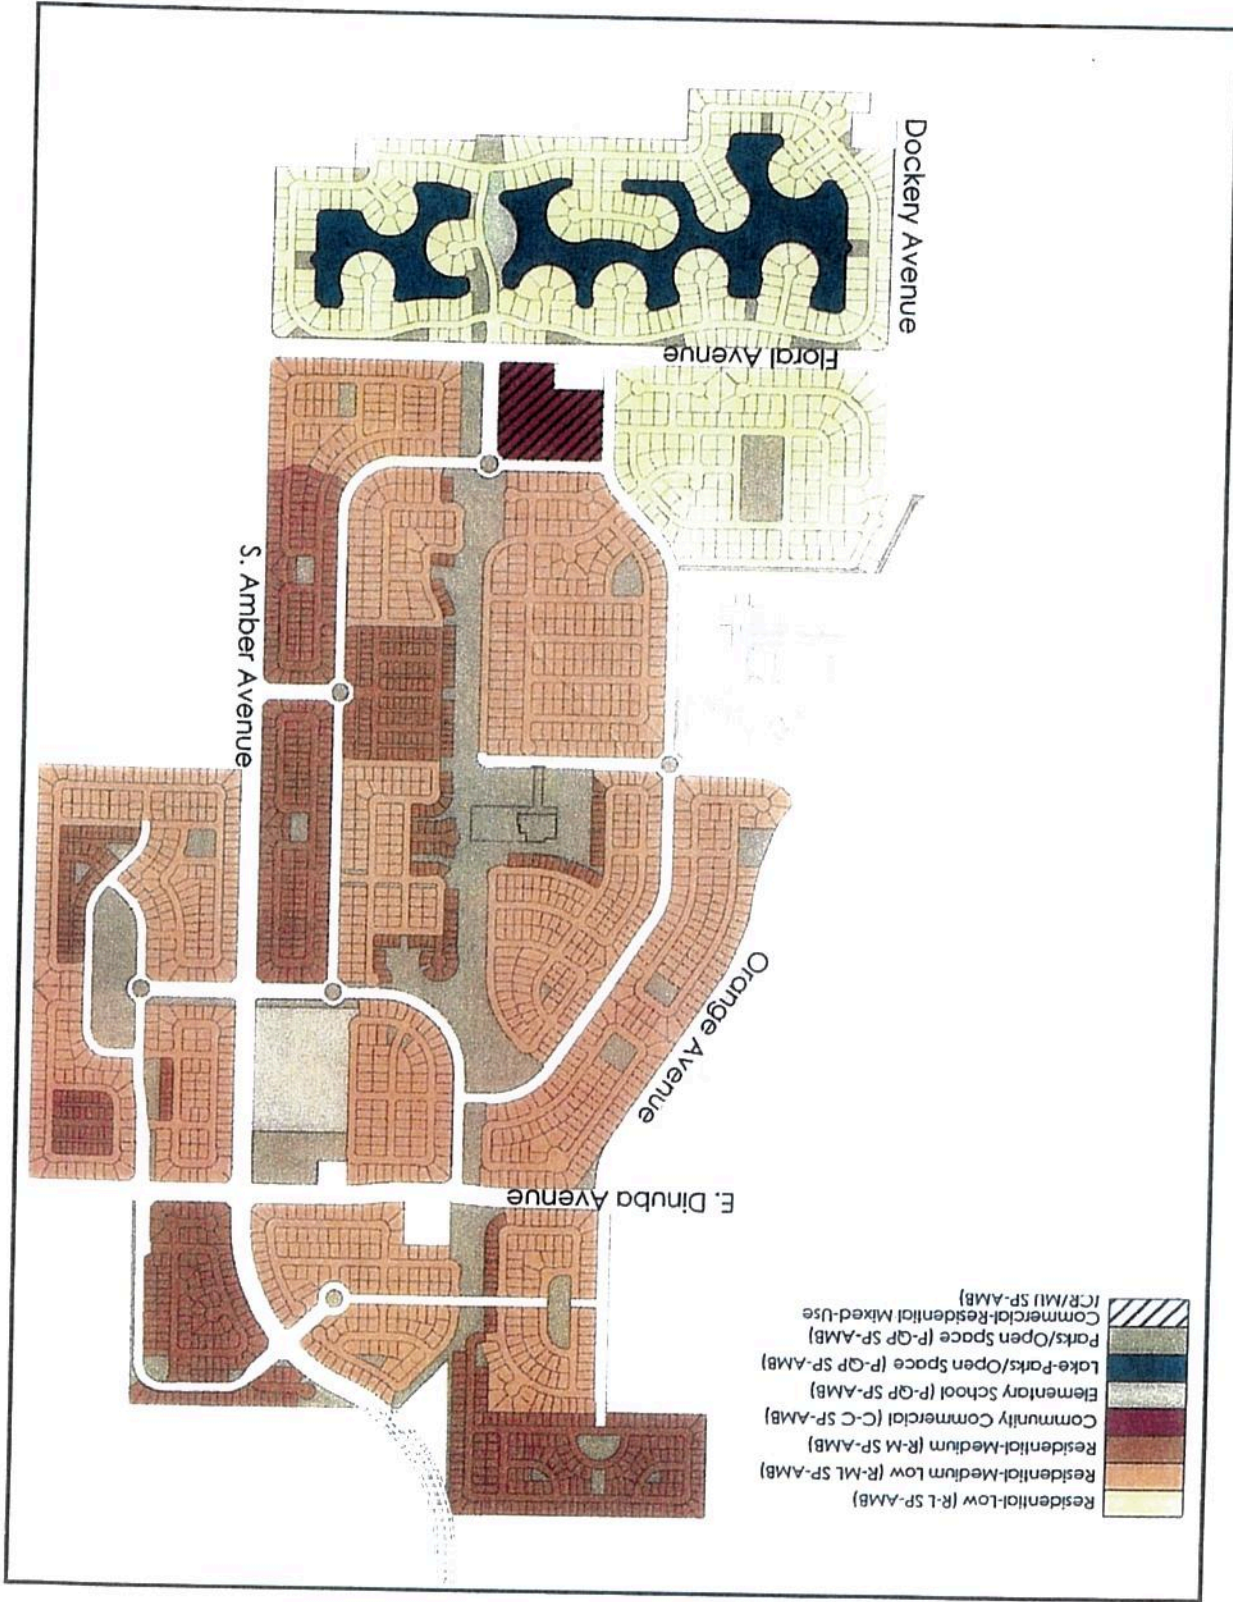 Dockery Avenue
Floral Avenue
S. Amber Avenue
Orange Avenue
E. Dinuba Avenue
Residential-Low (R-L SP-AMB)
Residential-Medium Low (R-ML SP-AMB)
Residential-Medium (R-M SP-AMB)
Community Commercial (C-C SP-AMB)
Elementary School (P-QP SP-AMB)
Lake-Parks/Open Space (P-QP SP-AMB)
Parks/Open Space (P-QP SP-AMB)
Commercial-Residential Mixed-Use
(CR/MU SP-AMB)